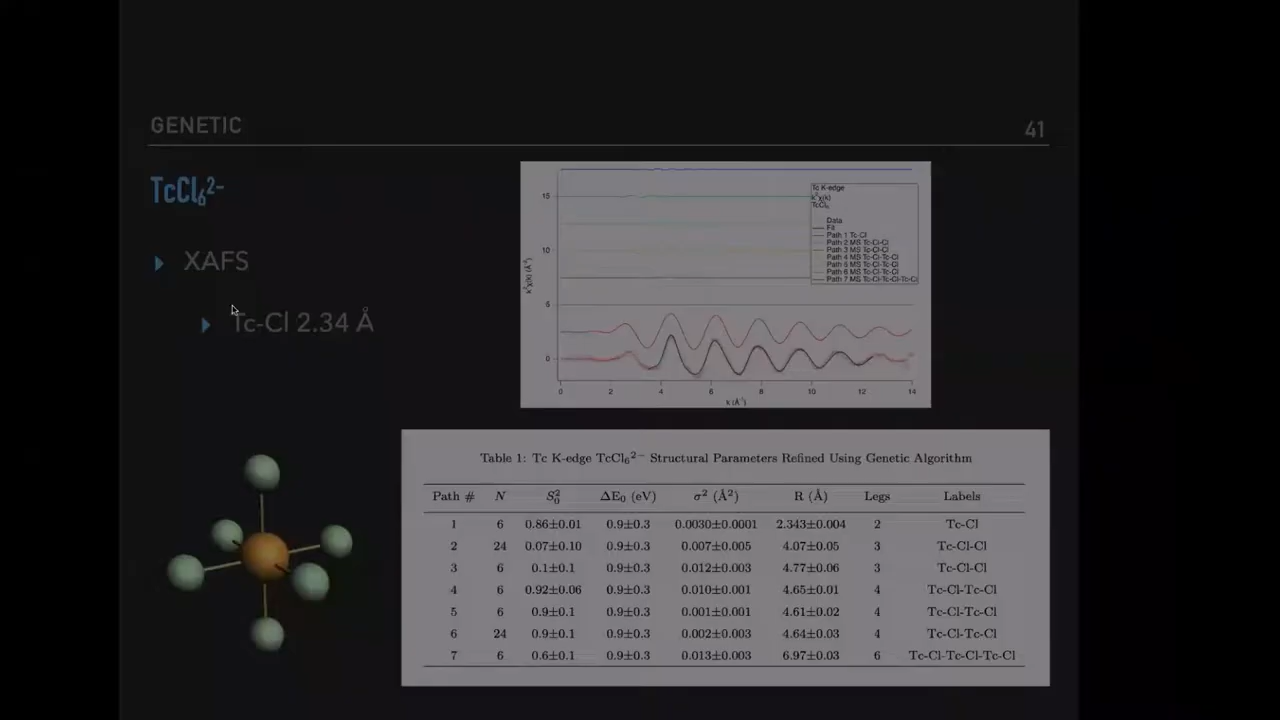 GENETIC
41
TcCl₆²⁻
XAFS
Tc-Cl 2.34 Å
Tc K-edge
k²χ(k)
TcCl₆
Data
Fit
Path 1 Tc-Cl
Path 2 MS Tc-Cl-Cl
Path 3 MS Tc-Cl-Cl
Path 4 MS Tc-Cl-Tc-Cl
Path 5 MS Tc-Cl-Tc-Cl
Path 6 MS Tc-Cl-Tc-Cl
Path 7 MS Tc-Cl-Tc-Cl-Tc-Cl
15
10
5
0
0 2 4 6 8 10 12 14
k (Å⁻¹)
Table 1: Tc K-edge TcCl₆²⁻ Structural Parameters Refined Using Genetic Algorithm
Path # N S₀² ΔE₀ (eV) σ² (Å²) R (Å) Legs Labels
1 6 0.86±0.01 0.9±0.3 0.0030±0.0001 2.343±0.004 2 Tc-Cl
2 24 0.07±0.10 0.9±0.3 0.007±0.005 4.07±0.05 3 Tc-Cl-Cl
3 6 0.1±0.1 0.9±0.3 0.012±0.003 4.77±0.06 3 Tc-Cl-Cl
4 6 0.92±0.06 0.9±0.3 0.010±0.001 4.65±0.01 4 Tc-Cl-Tc-Cl
5 6 0.9±0.1 0.9±0.3 0.001±0.001 4.61±0.02 4 Tc-Cl-Tc-Cl
6 24 0.9±0.1 0.9±0.3 0.002±0.003 4.64±0.03 4 Tc-Cl-Tc-Cl
7 6 0.6±0.1 0.9±0.3 0.013±0.003 6.97±0.03 6 Tc-Cl-Tc-Cl-Tc-Cl